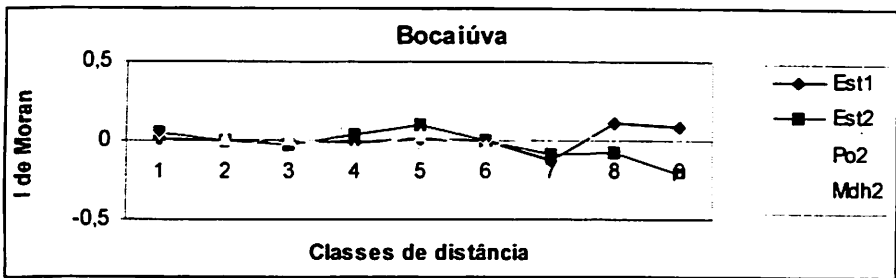 Bocaiúva
0,5
0
-0,5
I de Moran
1 2 3 4 5 6 7 8 9
Classes de distância
Est1
Est2
Po2
Mdh2